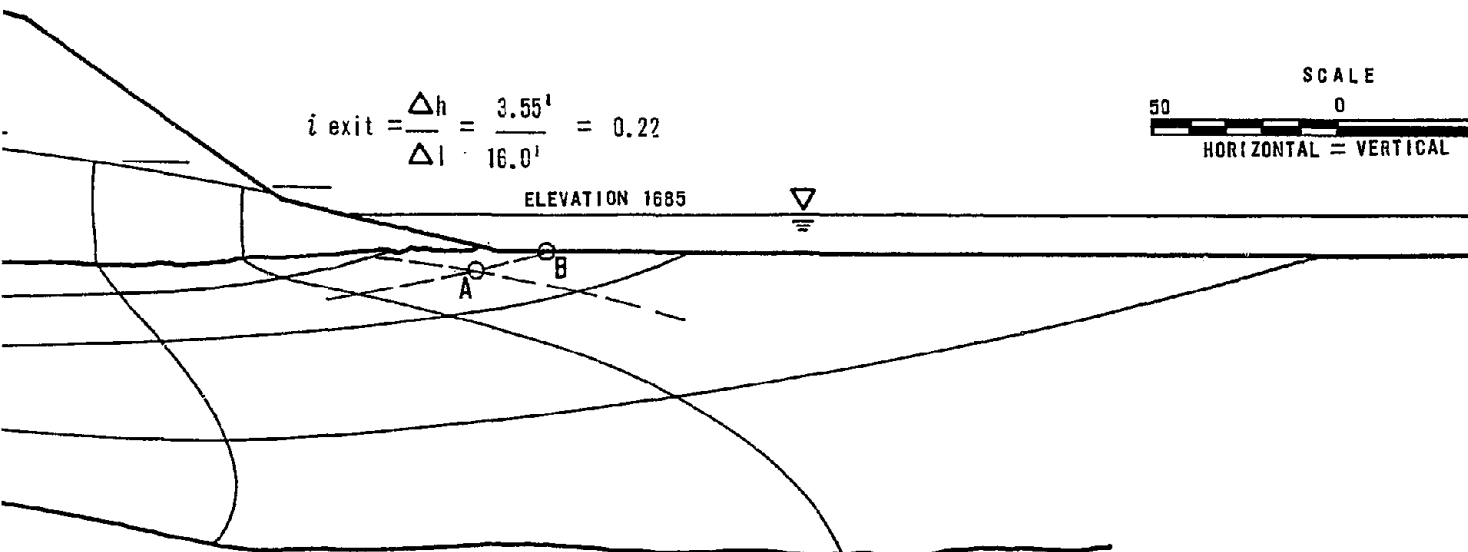 SCALE
50 0
HORIZONTAL = VERTICAL
i exit = Δh / Δl = 3.55' / 16.0' = 0.22
ELEVATION 1685
A
B